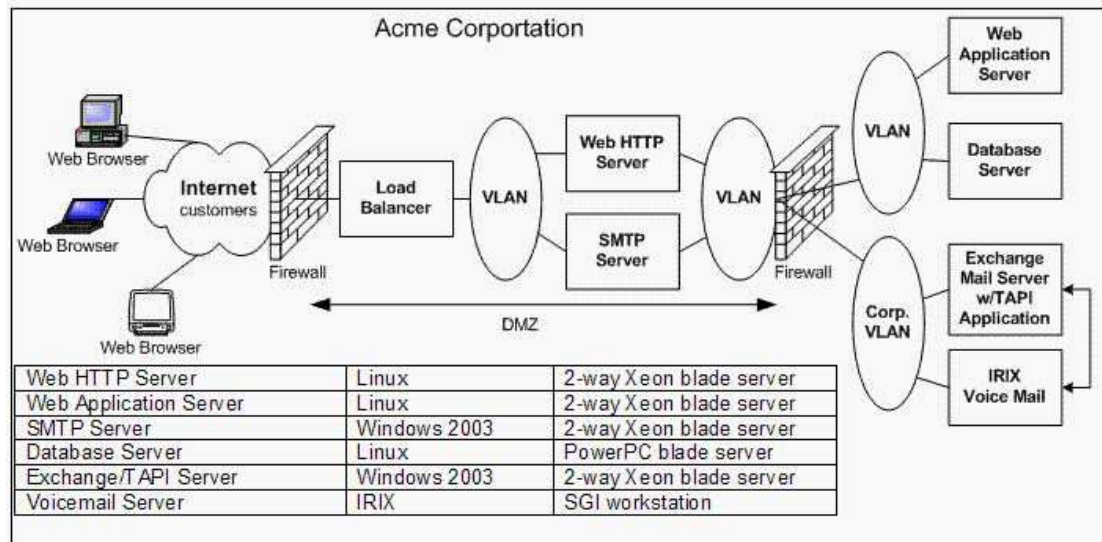 Acme Corportation
Web Browser
Web Browser
Web Browser
Internet
customers
Firewall
Load
Balancer
VLAN
Web HTTP
Server
SMTP
Server
VLAN
Firewall
DMZ
VLAN
Web
Application
Server
Database
Server
Corp.
VLAN
Exchange
Mail Server
w/TAPI
Application
IRIX
Voice Mail
Web HTTP Server Linux 2-way Xeon blade server
Web Application Server Linux 2-way Xeon blade server
SMTP Server Windows 2003 2-way Xeon blade server
Database Server Linux PowerPC blade server
Exchange/TAPI Server Windows 2003 2-way Xeon blade server
Voicemail Server IRIX SGI workstation